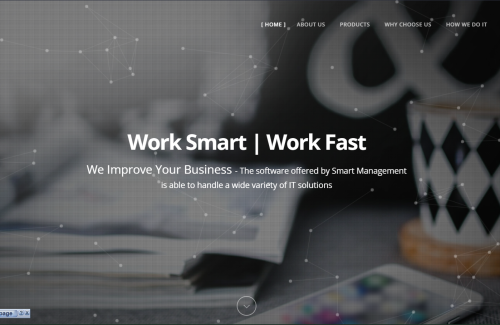 [ HOME ] ABOUT US PRODUCTS WHY CHOOSE US HOW WE DO IT
Work Smart | Work Fast
We Improve Your Business - The software offered by Smart Management
is able to handle a wide variety of IT solutions
page